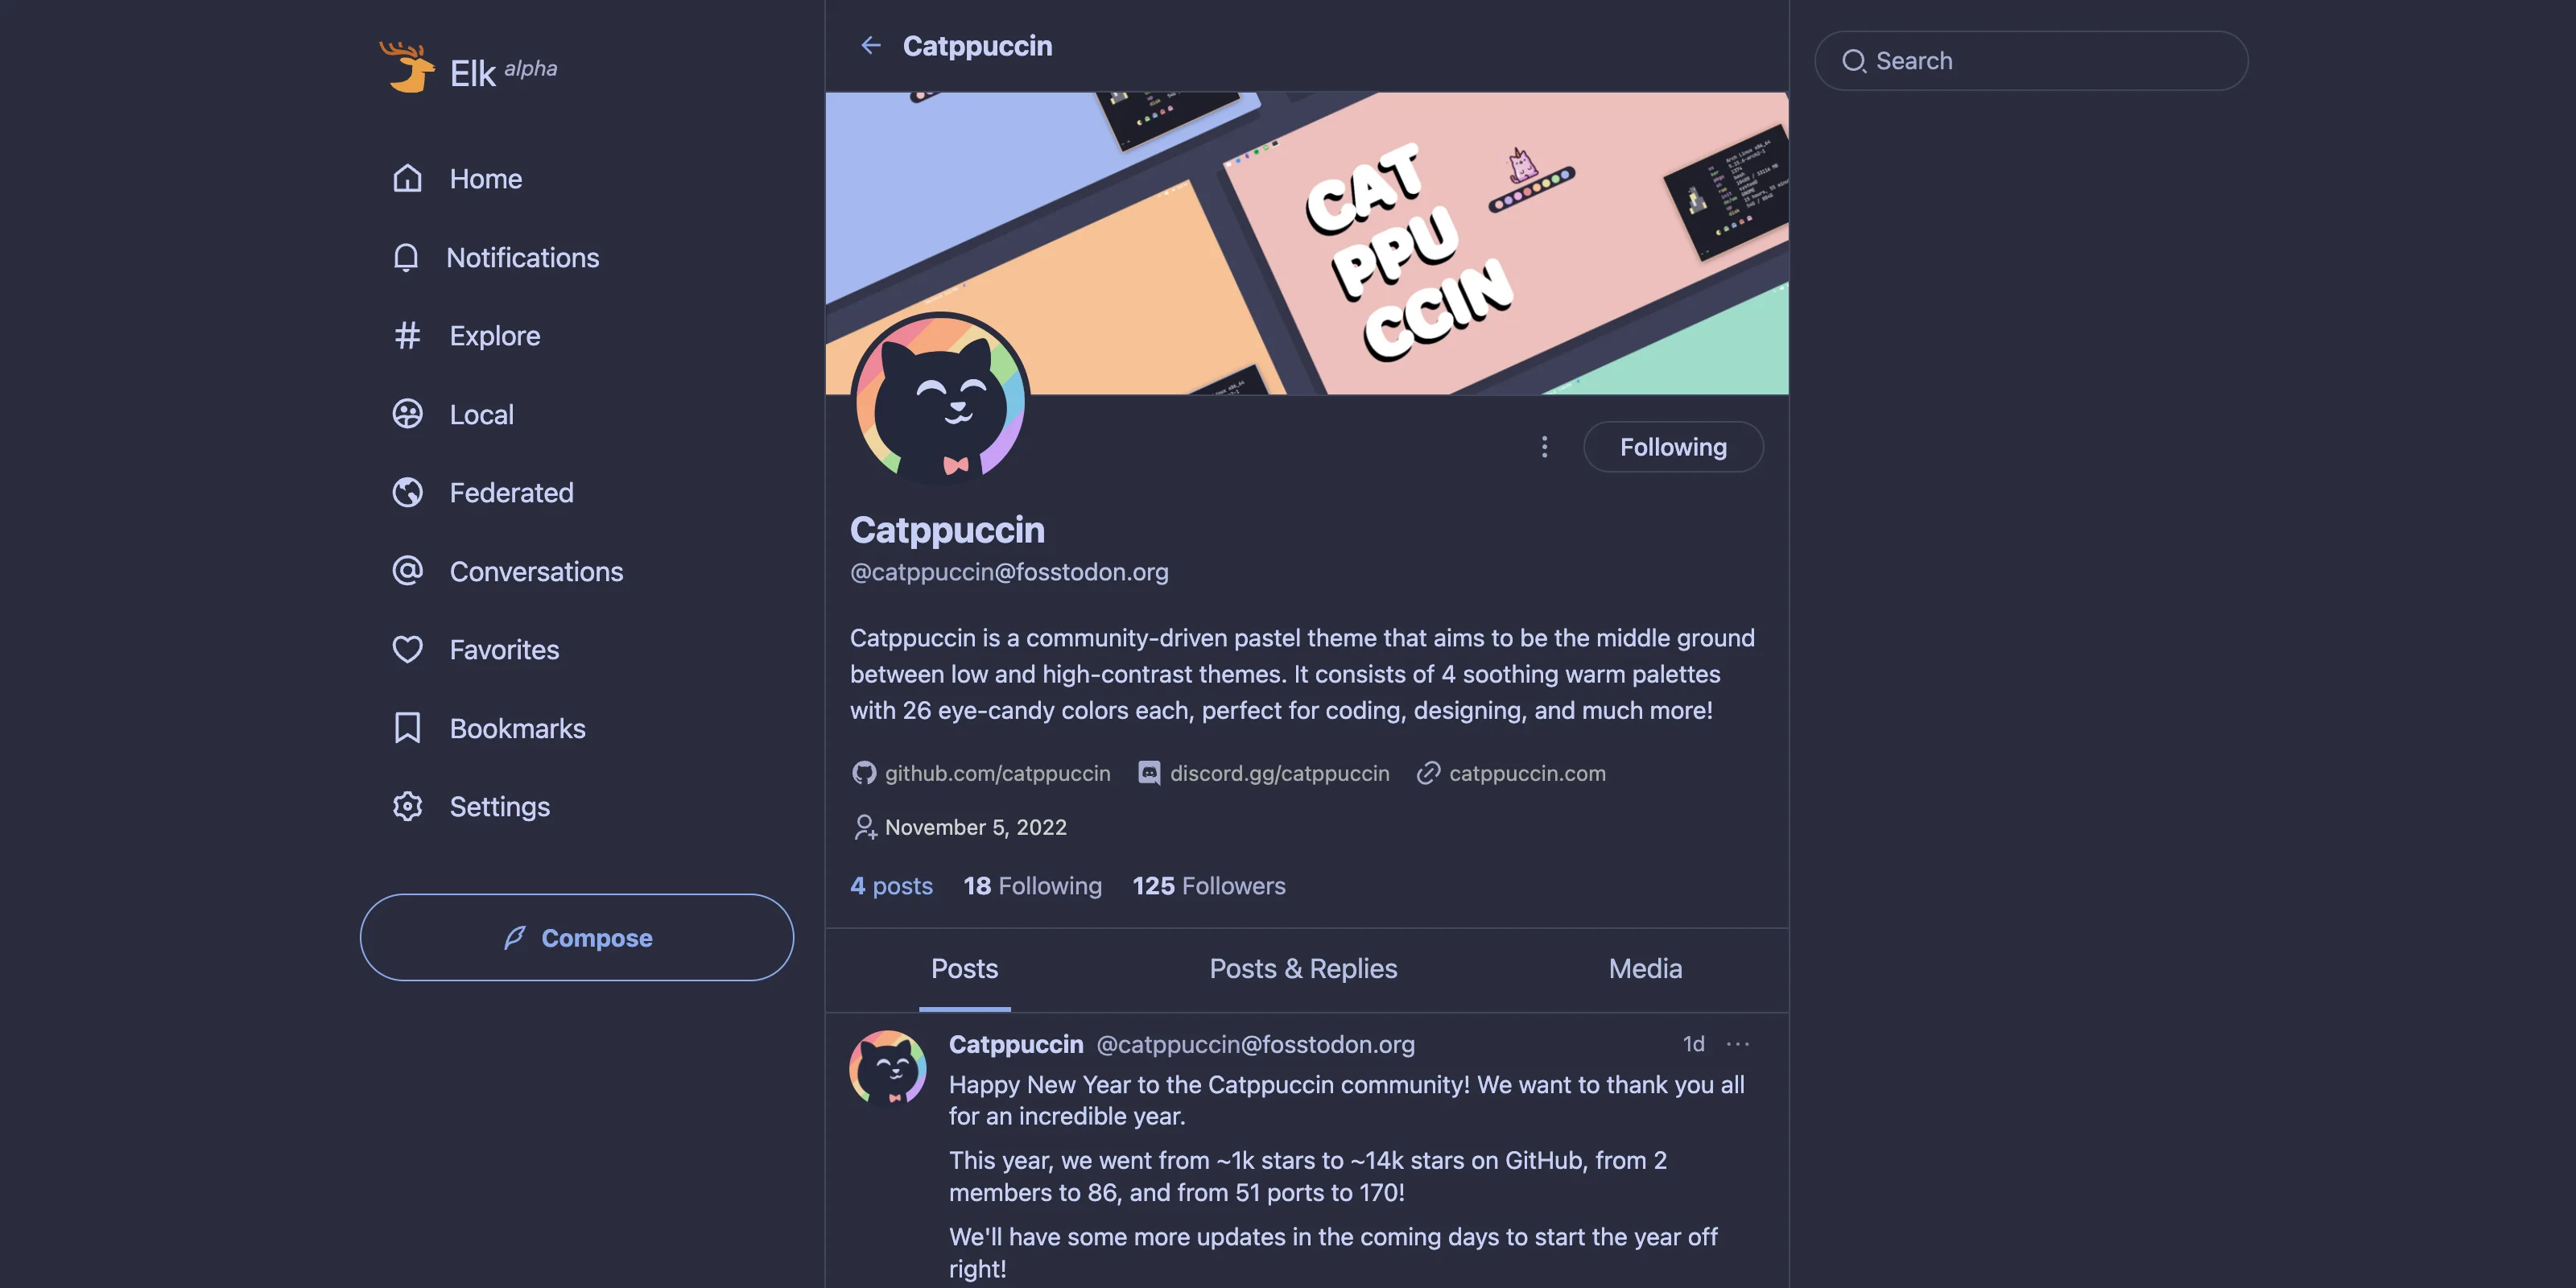 Elk alpha
Home
Notifications
Explore
Local
Federated
Conversations
Favorites
Bookmarks
Settings
Compose
Catppuccin
CAT
PPU
CCIN
Following
Catppuccin
@catppuccin@fosstodon.org
Catppuccin is a community-driven pastel theme that aims to be the middle ground
between low and high-contrast themes. It consists of 4 soothing warm palettes
with 26 eye-candy colors each, perfect for coding, designing, and much more!
github.com/catppuccin discord.gg/catppuccin catppuccin.com
November 5, 2022
4 posts 18 Following 125 Followers
Posts Posts & Replies Media
Catppuccin @catppuccin@fosstodon.org 1d
Happy New Year to the Catppuccin community! We want to thank you all
for an incredible year.
This year, we went from ~1k stars to ~14k stars on GitHub, from 2
members to 86, and from 51 ports to 170!
We'll have some more updates in the coming days to start the year off
right!
Search